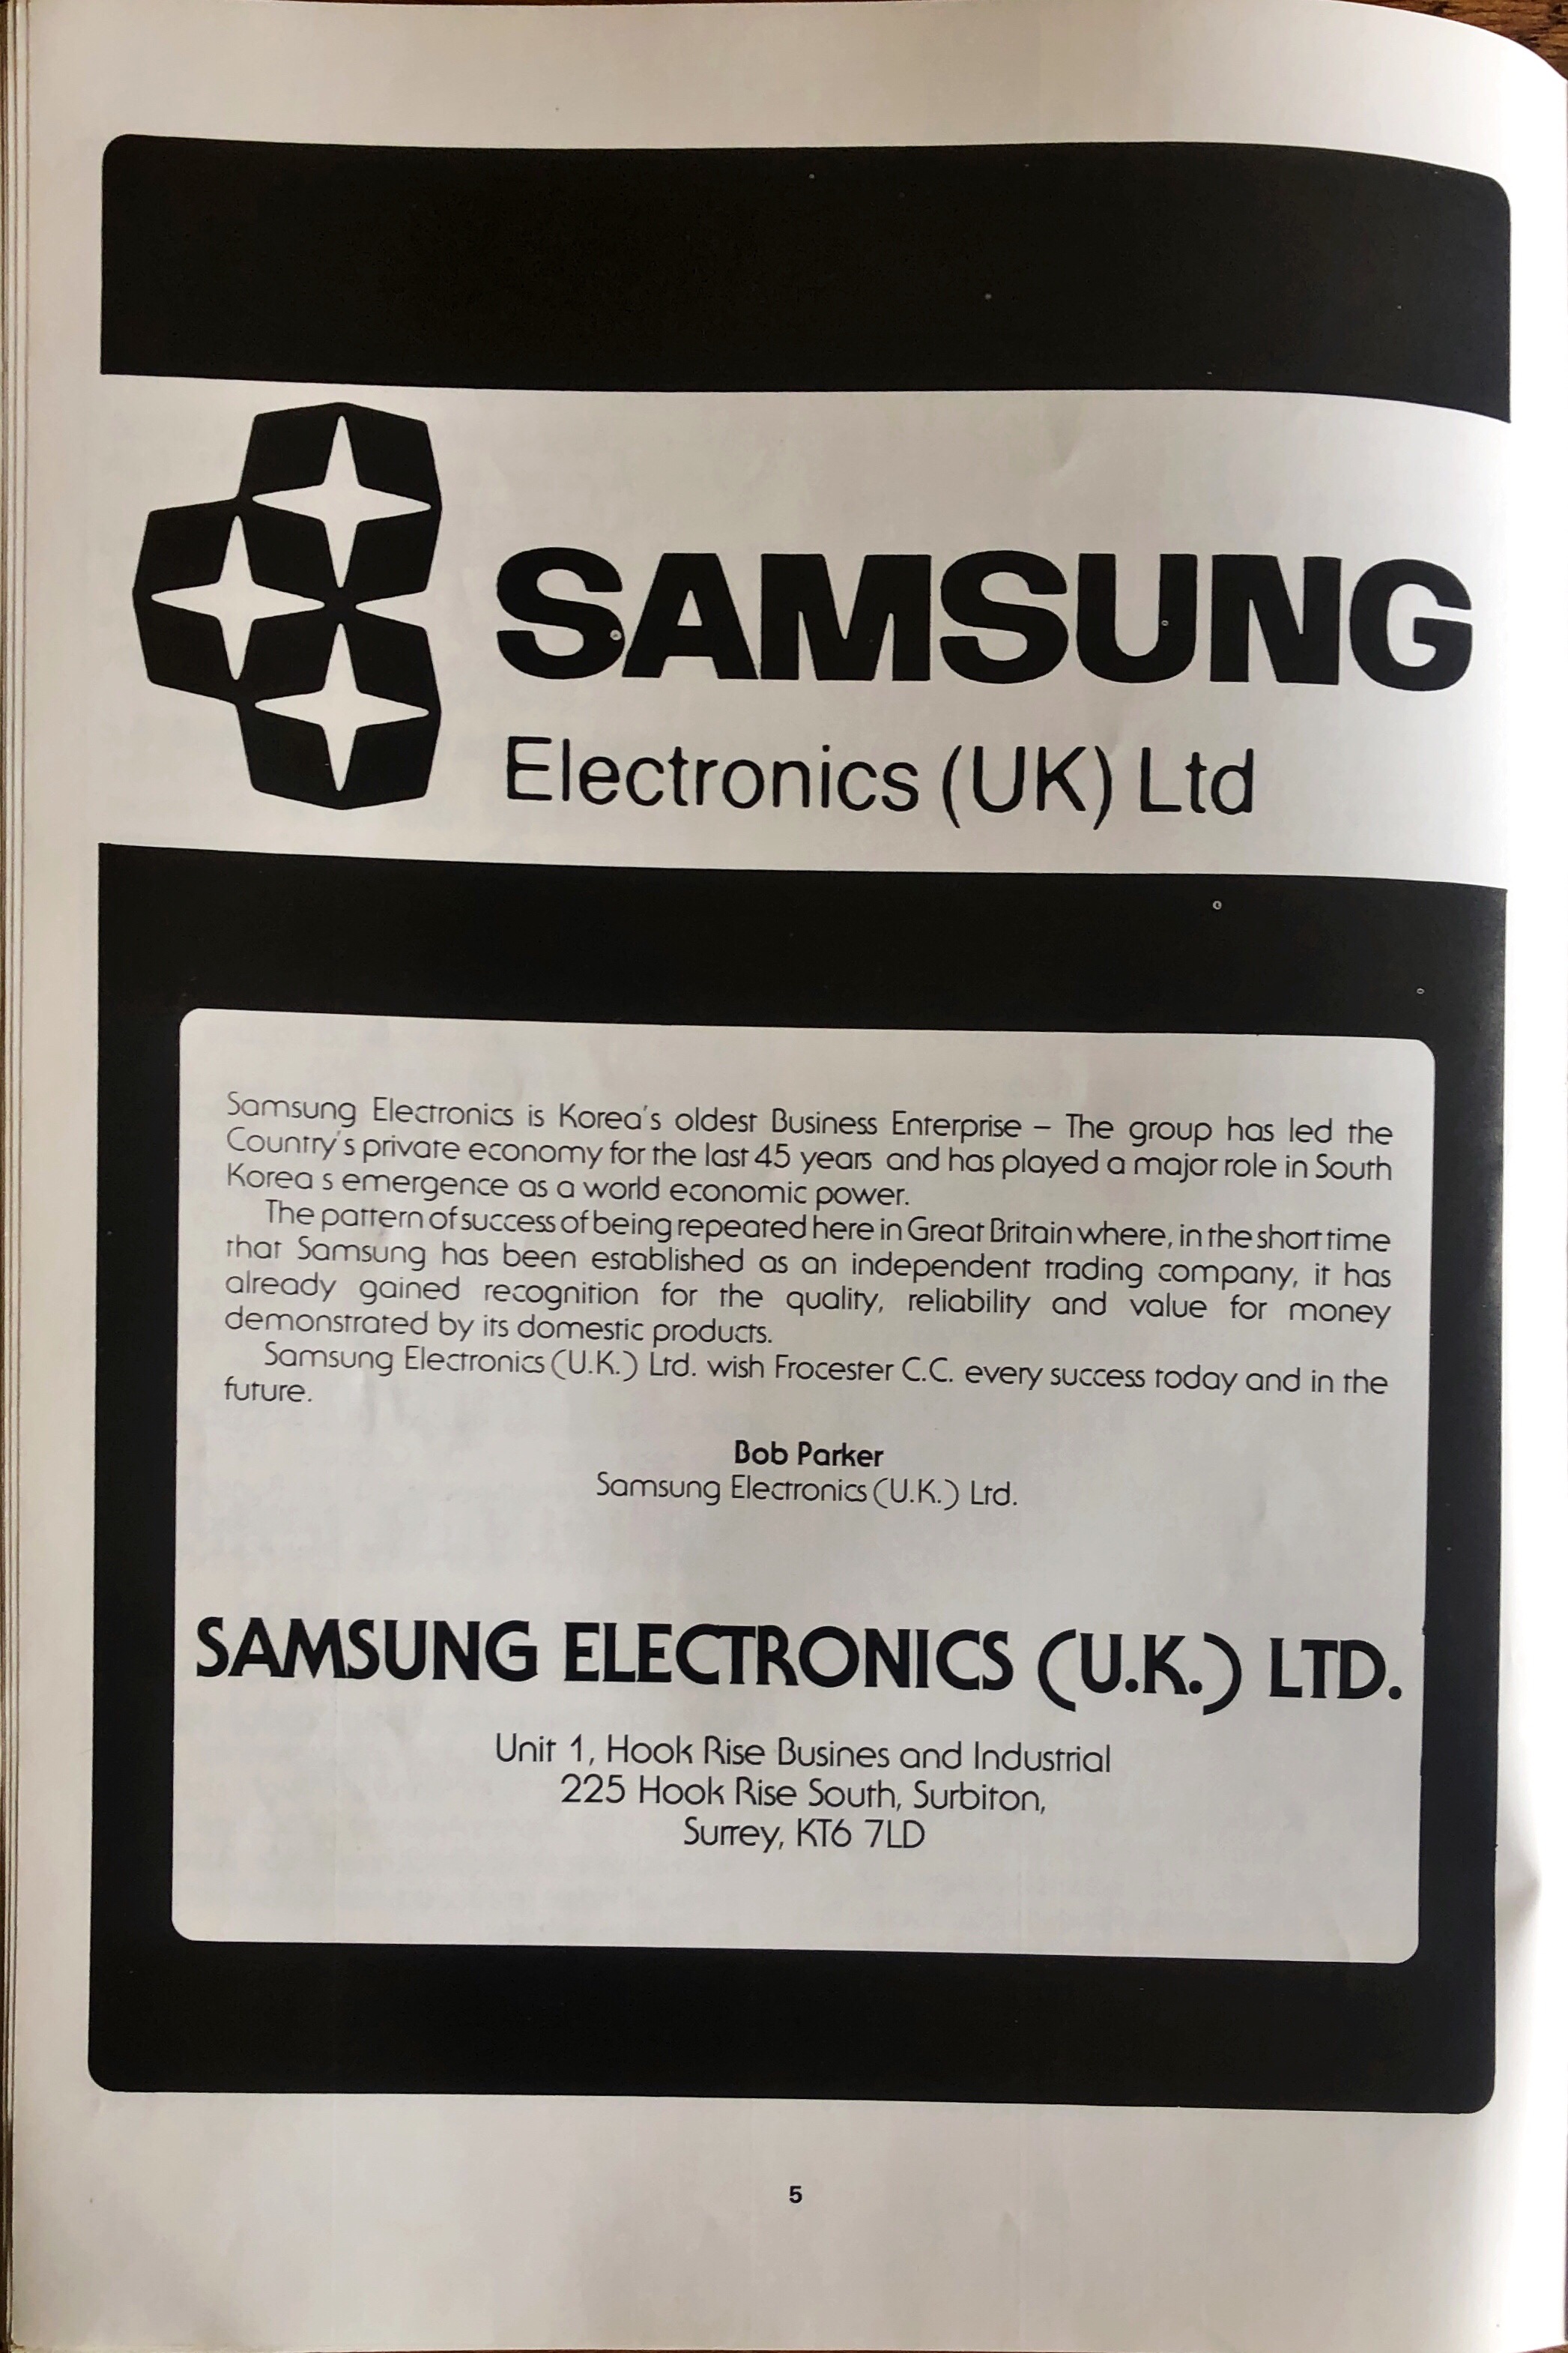 SAMSUNG
Electronics (UK) Ltd
Samsung Electronics is Korea's oldest Business Enterprise – The group has led the
Country's private economy for the last 45 years and has played a major role in South
Korea s emergence as a world economic power.
The pattern of success of being repeated here in Great Britain where, in the short time
that Samsung has been established as an independent trading company, it has
already gained recognition for the quality, reliability and value for money
demonstrated by its domestic products.
Samsung Electronics (U.K.) Ltd. wish Frocester C.C. every success today and in the
future.
Bob Parker
Samsung Electronics (U.K.) Ltd.
SAMSUNG ELECTRONICS (U.K.) LTD.
Unit 1, Hook Rise Busines and Industrial
225 Hook Rise South, Surbiton,
Surrey, KT6 7LD
5